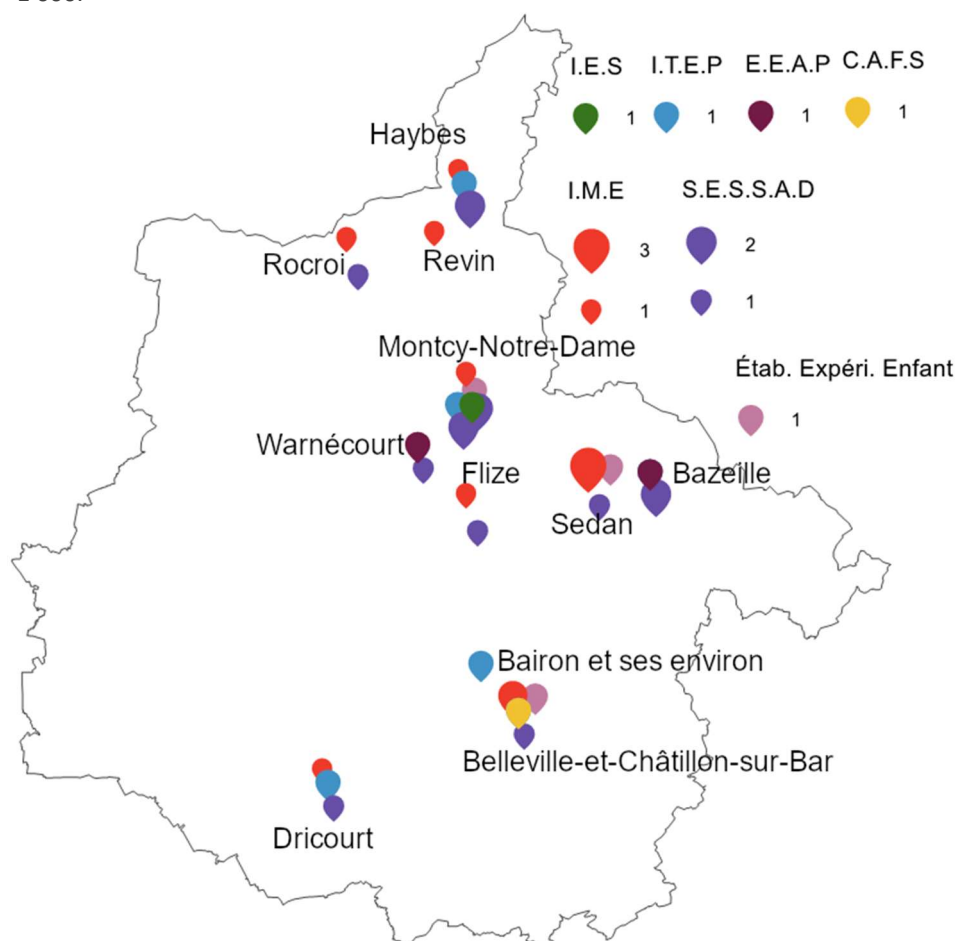 I.E.S I.T.E.P E.E.A.P C.A.F.S
1 1 1 1
Haybes
I.M.E S.E.S.S.A.D
3 2
Rocroi Revin
1 1
Montcy-Notre-Dame
Étab. Expéri. Enfant
1
Warnécourt
Flize
Bazeille
Sedan
Bairon et ses environ
Belleville-et-Châtillon-sur-Bar
Dricourt